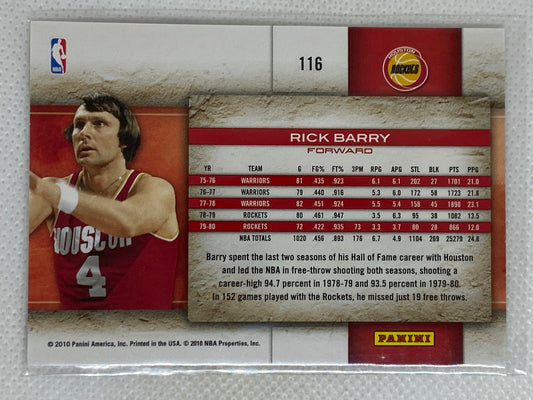 NBA
116
HOUSTON
ROCKETS
RICK BARRY
FORWARD
YR TEAM G FG% FT% 3PM RPG APG STL BLK PTS PPG
75-76 WARRIORS 81 .435 .923 6.1 6.1 202 27 1701 21.0
76-77 WARRIORS 79 .440 .916 5.3 6.0 172 58 1723 21.8
77-78 WARRIORS 82 .451 .924 5.5 5.4 158 45 1898 23.1
78-79 ROCKETS 80 .461 .947 3.5 6.3 95 38 1082 13.5
79-80 ROCKETS 72 .422 .935 73 3.3 3.7 80 28 866 12.0
NBA TOTALS 1020 .456 .893 176 6.7 4.9 1104 269 25279 24.8
Barry spent the last two seasons of his Hall of Fame career with Houston
and led the NBA in free-throw shooting both seasons, shooting a
career-high 94.7 percent in 1978-79 and 93.5 percent in 1979-80.
In 152 games played with the Rockets, he missed just 19 free throws.
HOUSTON
4
© 2010 Panini America, Inc. Printed in the USA. © 2010 NBA Properties, Inc.
PANINI